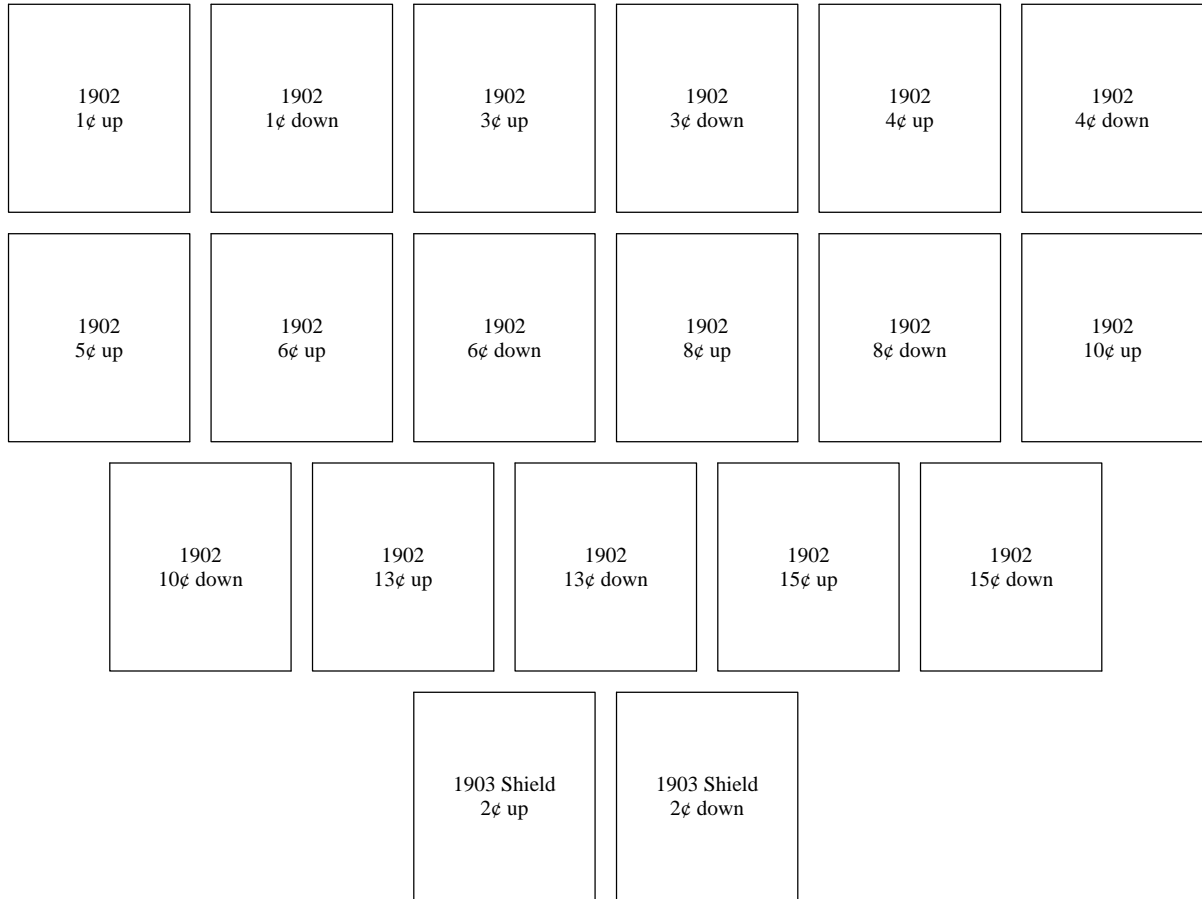 1902
1¢ up
1902
1¢ down
1902
3¢ up
1902
3¢ down
1902
4¢ up
1902
4¢ down
1902
5¢ up
1902
6¢ up
1902
6¢ down
1902
8¢ up
1902
8¢ down
1902
10¢ up
1902
10¢ down
1902
13¢ up
1902
13¢ down
1902
15¢ up
1902
15¢ down
1903 Shield
2¢ up
1903 Shield
2¢ down